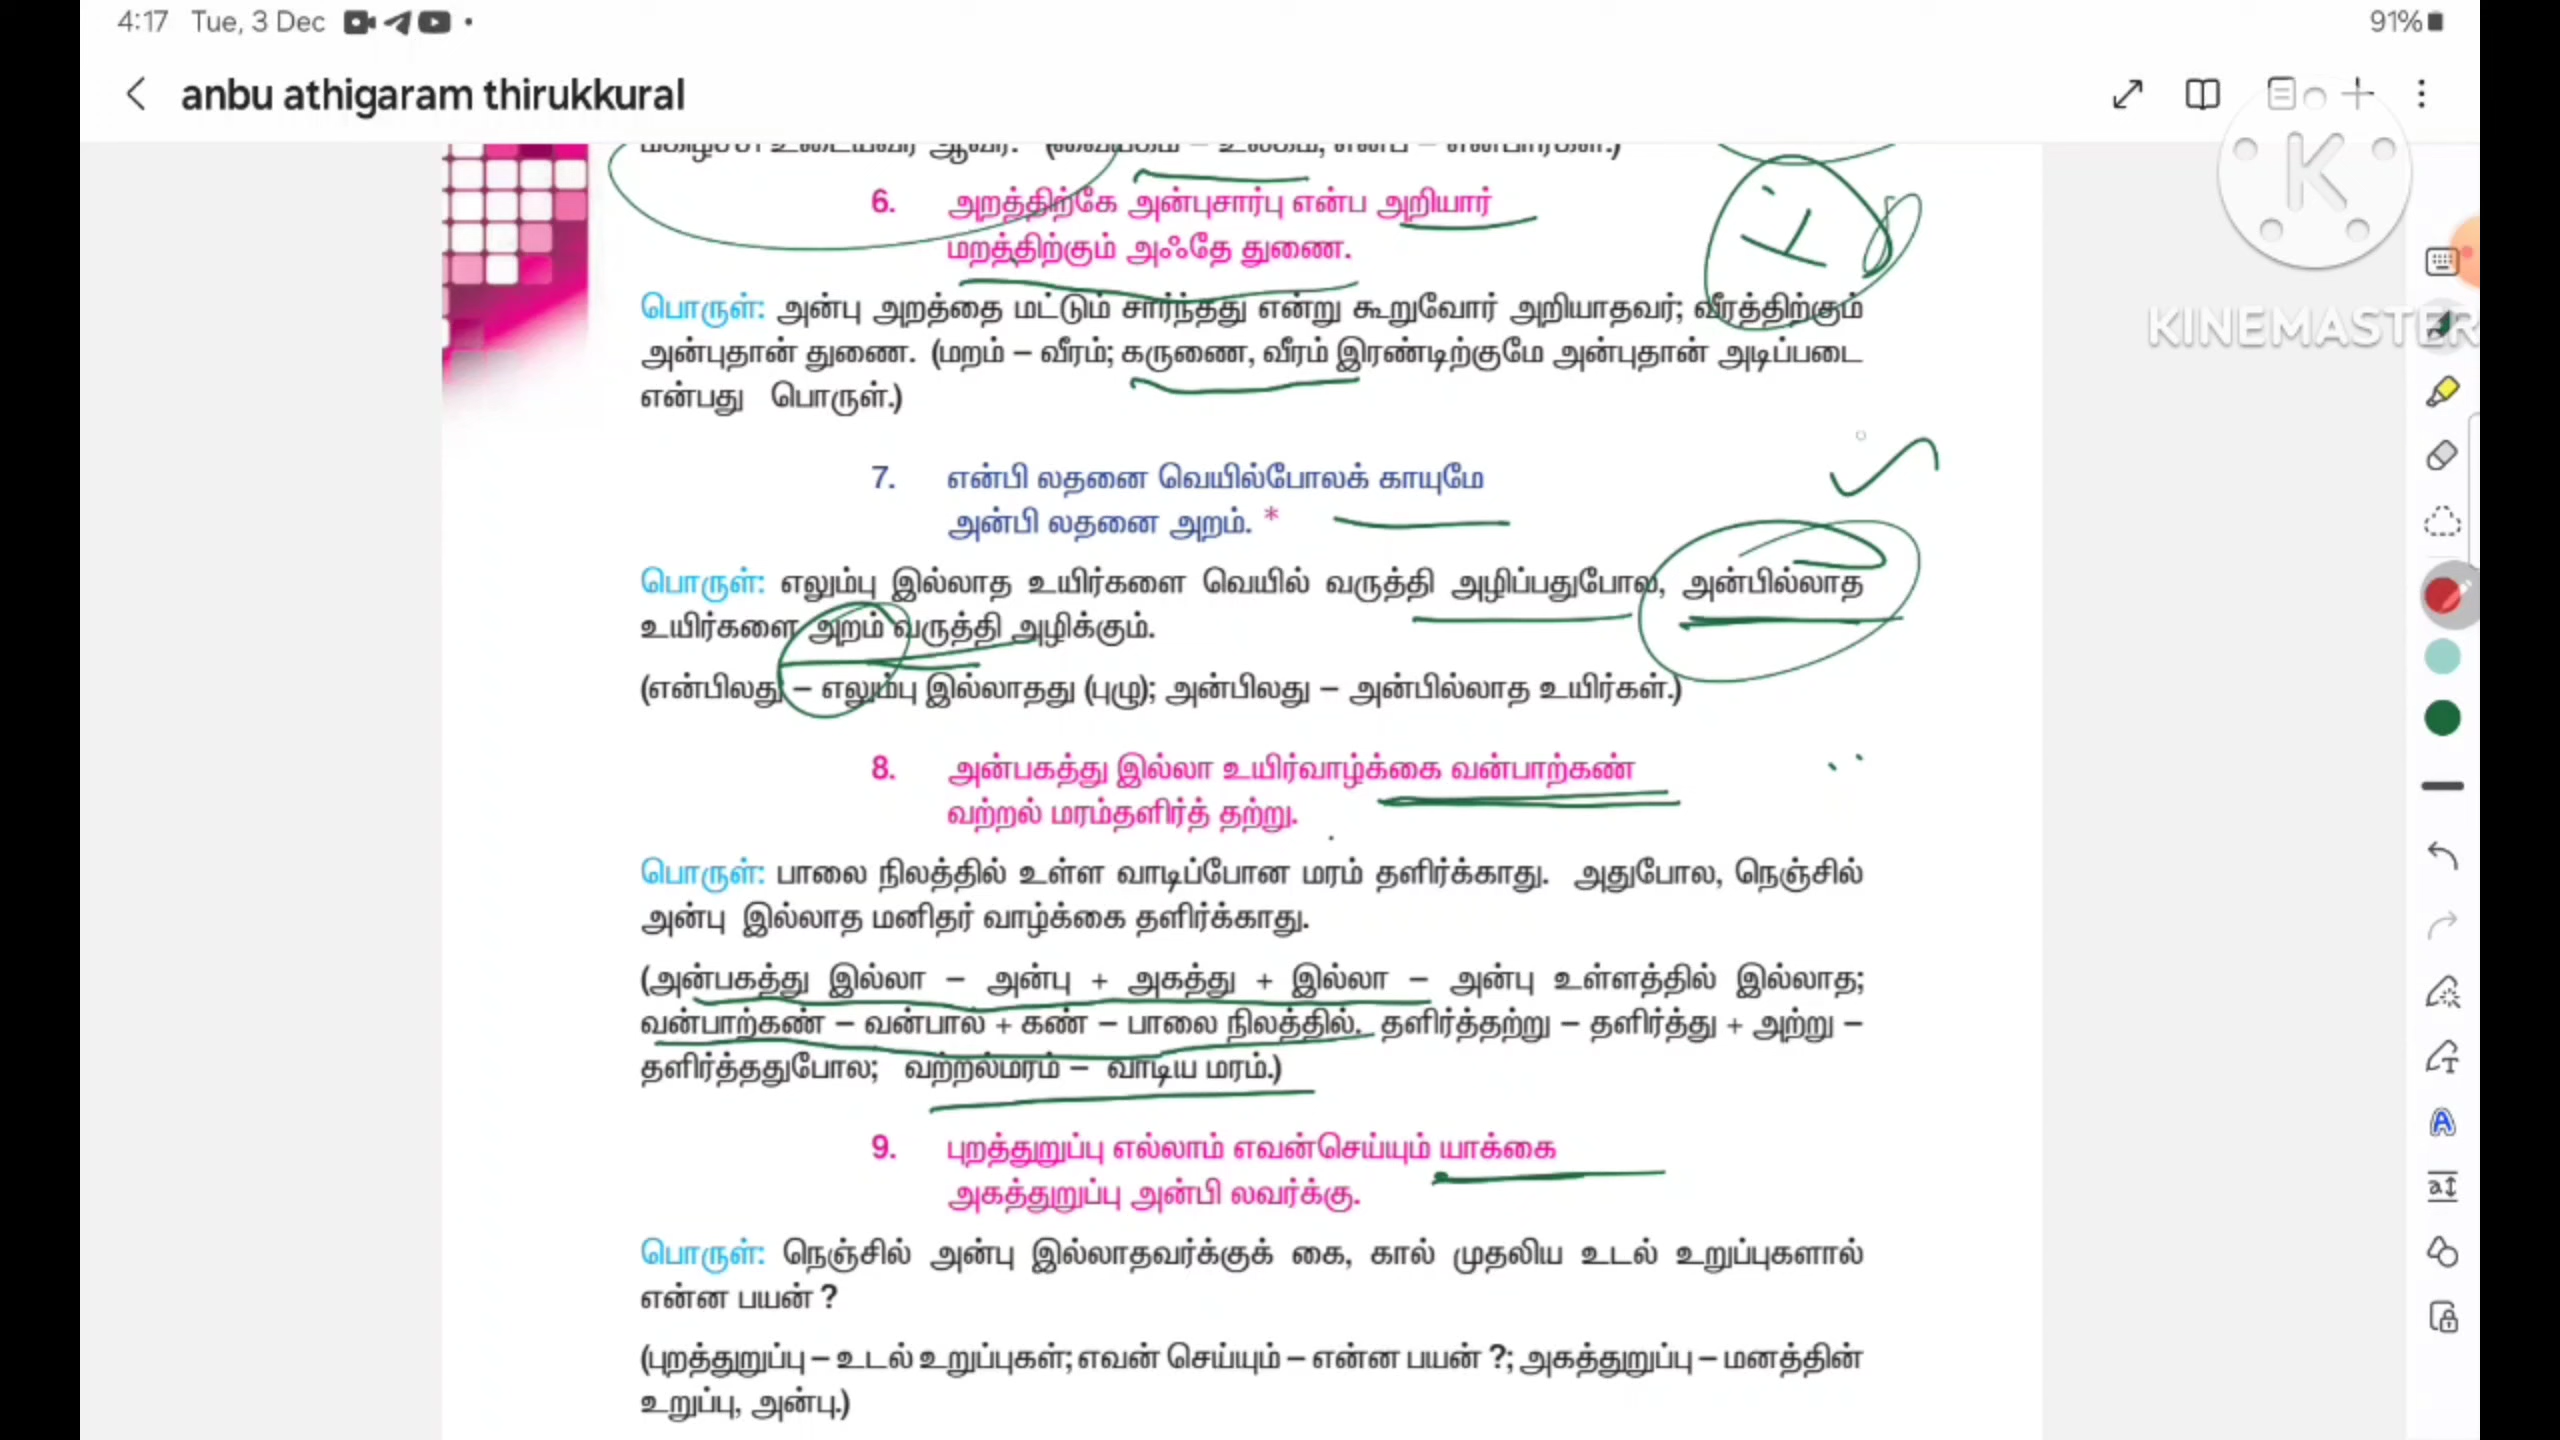 4:17 Tue, 3 Dec
91%
anbu athigaram thirukkural
KINEMASTER
6. அறத்திற்கே அன்புசார்பு என்ப அறியார்
மறத்திற்கும் அஃதே துணை.
பொருள்: அன்பு அறத்தை மட்டும் சார்ந்தது என்று கூறுவோர் அறியாதவர்; வீரத்திற்கும்
அன்புதான் துணை. (மறம் – வீரம்; கருணை, வீரம் இரண்டிற்குமே அன்புதான் அடிப்படை
என்பது பொருள்.)
7. என்பி லதனை வெயில்போலக் காயுமே
அன்பி லதனை அறம். *
பொருள்: எலும்பு இல்லாத உயிர்களை வெயில் வருத்தி அழிப்பதுபோல, அன்பில்லாத
உயிர்களை அறம் வருத்தி அழிக்கும்.
(என்பிலது – எலும்பு இல்லாதது (புழு); அன்பிலது – அன்பில்லாத உயிர்கள்.)
8. அன்பகத்து இல்லா உயிர்வாழ்க்கை வன்பாற்கண்
வற்றல் மரம்தளிர்த் தற்று.
பொருள்: பாலை நிலத்தில் உள்ள வாடிப்போன மரம் தளிர்க்காது. அதுபோல, நெஞ்சில்
அன்பு இல்லாத மனிதர் வாழ்க்கை தளிர்க்காது.
(அன்பகத்து இல்லா – அன்பு + அகத்து + இல்லா – அன்பு உள்ளத்தில் இல்லாத;
வன்பாற்கண் – வன்பால் + கண் – பாலை நிலத்தில். தளிர்த்தற்று – தளிர்த்து + அற்று –
தளிர்த்ததுபோல; வற்றல்மரம் – வாடிய மரம்.)
9. புறத்துறுப்பு எல்லாம் எவன்செய்யும் யாக்கை
அகத்துறுப்பு அன்பி லவர்க்கு.
பொருள்: நெஞ்சில் அன்பு இல்லாதவர்க்குக் கை, கால் முதலிய உடல் உறுப்புகளால்
என்ன பயன் ?
(புறத்துறுப்பு – உடல் உறுப்புகள்; எவன் செய்யும் – என்ன பயன் ?; அகத்துறுப்பு – மனத்தின்
உறுப்பு, அன்பு.)